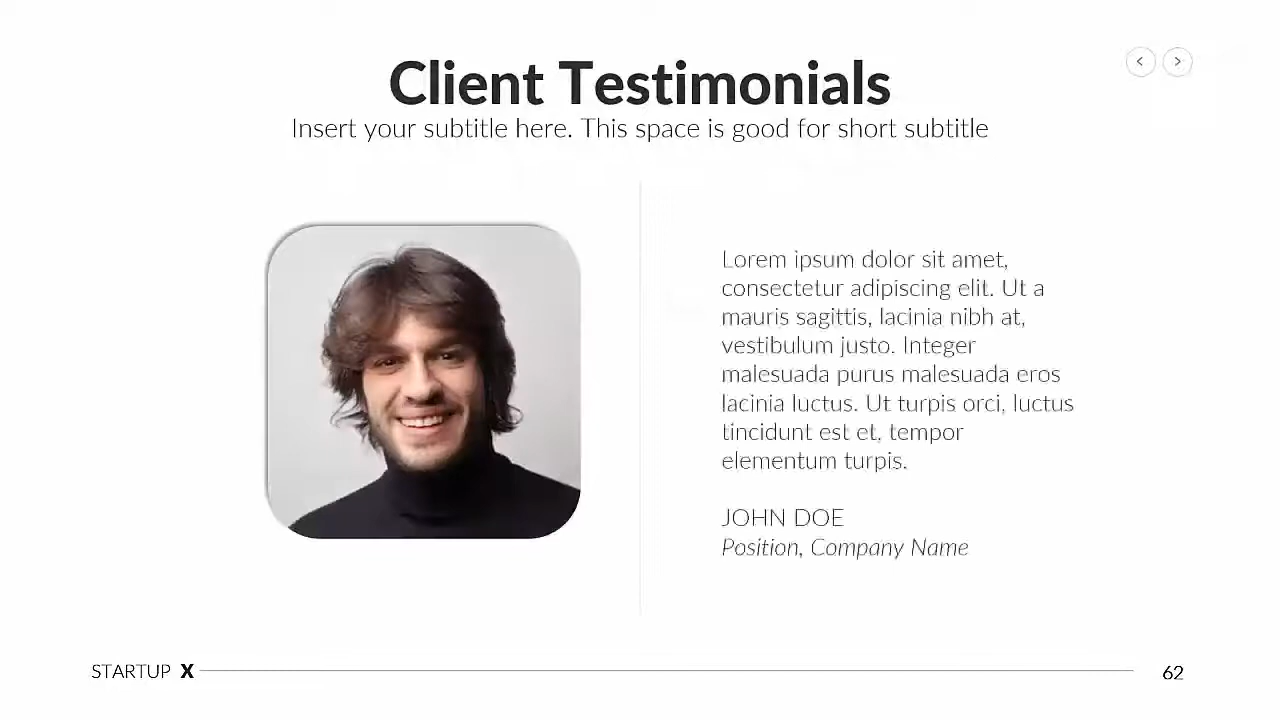 Client Testimonials
Insert your subtitle here. This space is good for short subtitle
Lorem ipsum dolor sit amet,
consectetur adipiscing elit. Ut a
mauris sagittis, lacinia nibh at,
vestibulum justo. Integer
malesuada purus malesuada eros
lacinia luctus. Ut turpis orci, luctus
tincidunt est et, tempor
elementum turpis.
JOHN DOE
Position, Company Name
STARTUP X
62